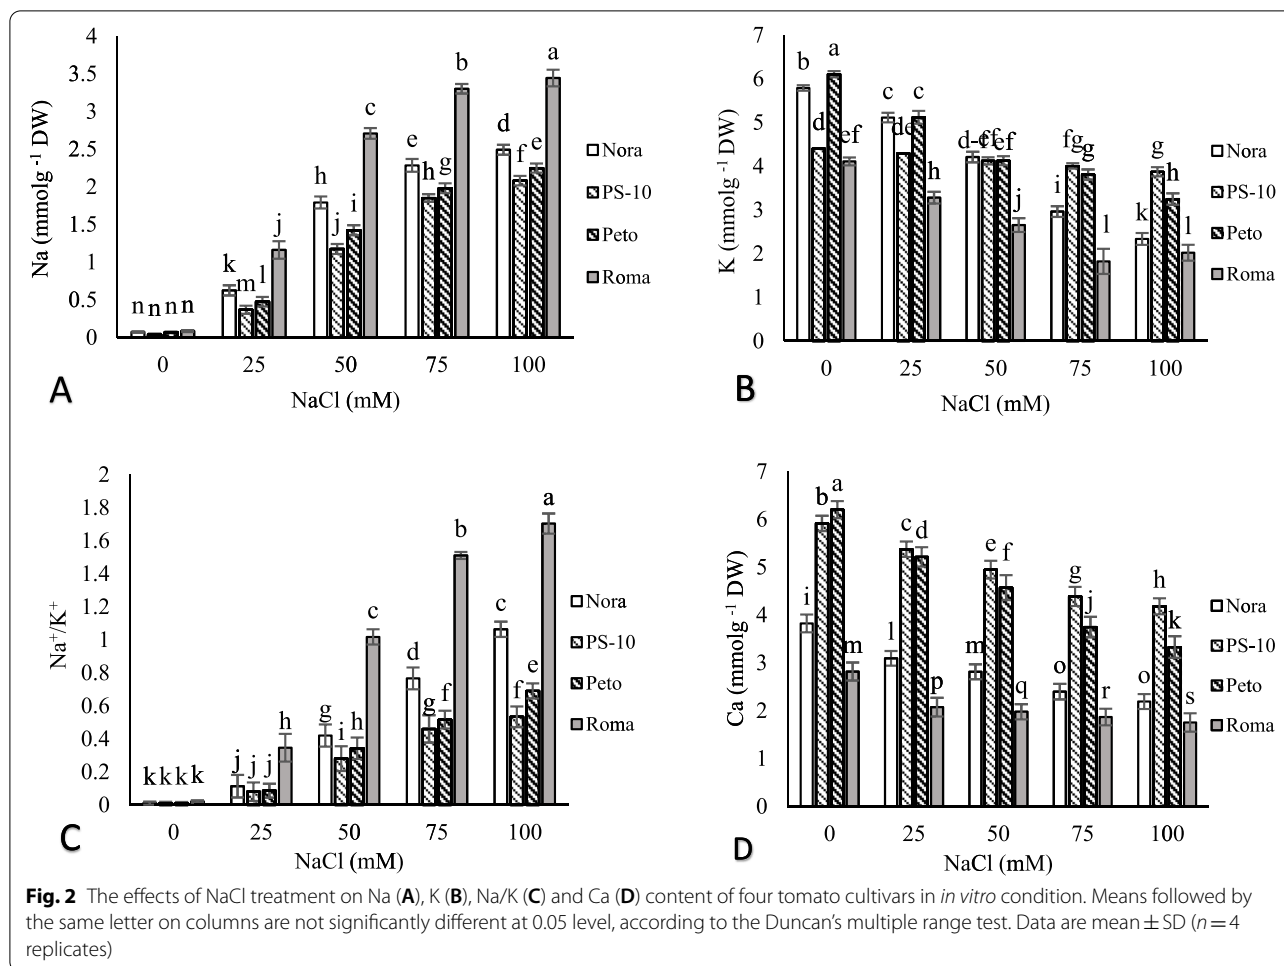 4
3.5
3
2.5
2
1.5
1
0.5
0
Na (mmolg -1 DW)
n n n n
k m l j
h j i c
e h g b
d f e a
0 25 50 75 100
NaCl (mM)
A
Nora
PS-10
Peto
Roma
7
6
5
4
3
2
1
0
K (mmolg -1 DW)
b d a ef
c de c h
d-f ef ef j
i fg g l
k g h l
0 25 50 75 100
NaCl (mM)
B
Nora
PS-10
Peto
Roma
2
1.8
1.6
1.4
1.2
1
0.8
0.6
0.4
0.2
0
Na+/K+
k k k k
j j j h
g i h c
d g f b
c f e a
0 25 50 75 100
NaCl (mM)
C
Nora
PS-10
Peto
Roma
7
6
5
4
3
2
1
0
Ca (mmolg -1 DW)
i b a m
l c d p
m e f q
o g j r
o h k s
0 25 50 75 100
NaCl (mM)
D
Nora
PS-10
Peto
Roma
Fig. 2 The effects of NaCl treatment on Na (A), K (B), Na/K (C) and Ca (D) content of four tomato cultivars in in vitro condition. Means followed by
the same letter on columns are not significantly different at 0.05 level, according to the Duncan's multiple range test. Data are mean ± SD (n = 4
replicates)